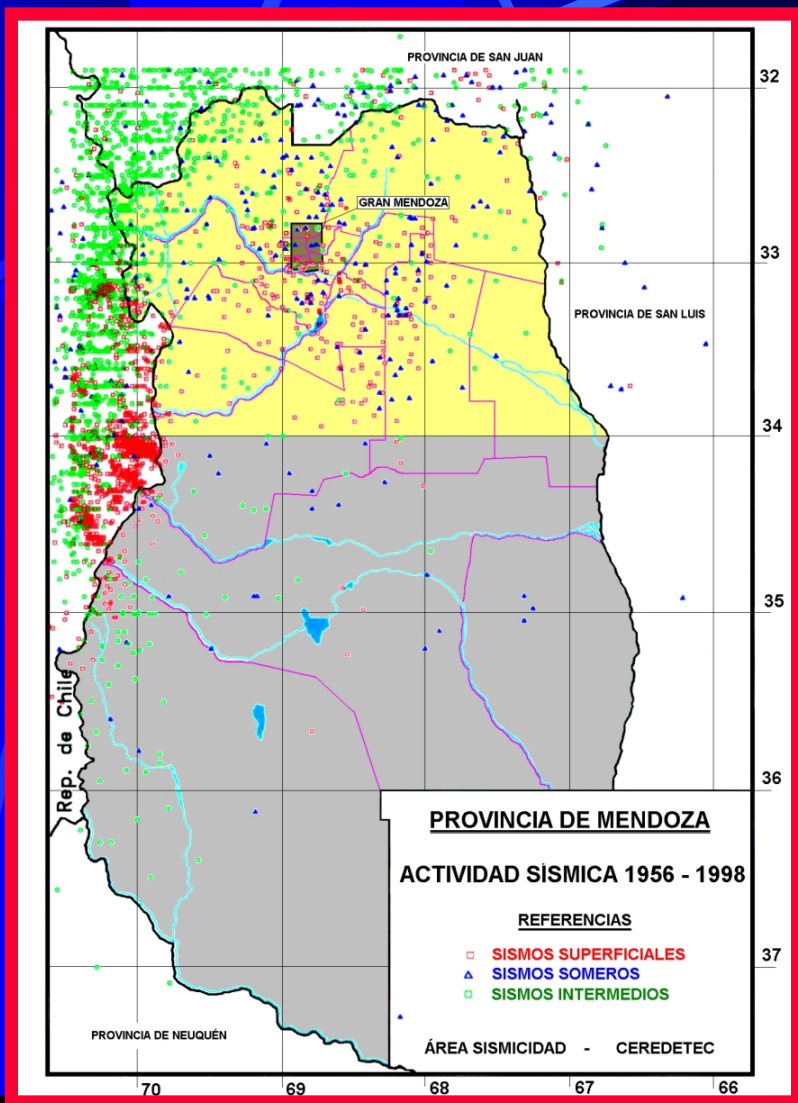 PROVINCIA DE SAN JUAN
32
GRAN MENDOZA
33
PROVINCIA DE SAN LUIS
34
35
Rep. de Chile
36
PROVINCIA DE MENDOZA
ACTIVIDAD SÍSMICA 1956 - 1998
REFERENCIAS
SISMOS SUPERFICIALES
SISMOS SOMEROS
SISMOS INTERMEDIOS
37
PROVINCIA DE NEUQUÉN
ÁREA SISMICIDAD - CEREDETEC
70 69 68 67 66